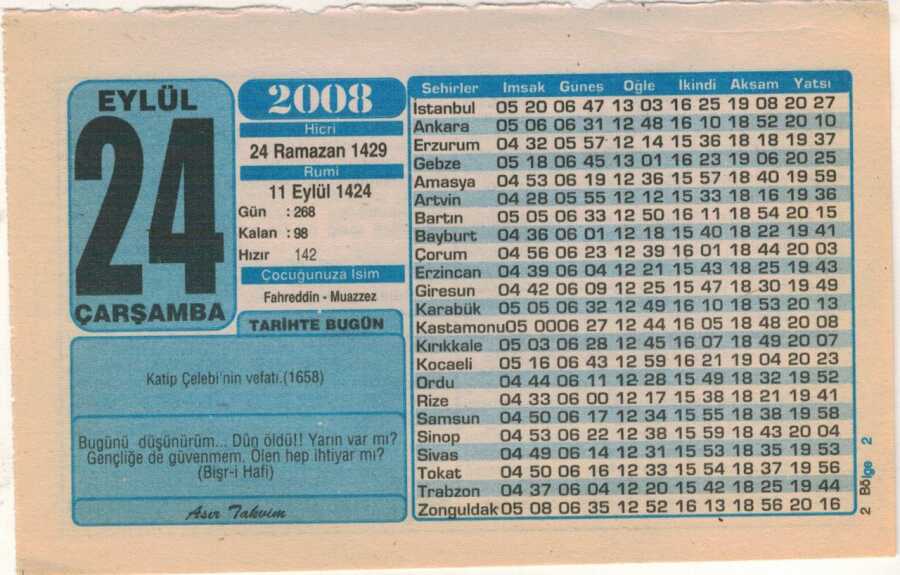 EYLÜL
24
ÇARŞAMBA
2008
Hicri
24 Ramazan 1429
Rumi
11 Eylül 1424
Gün : 268
Kalan : 98
Hızır 142
Çocuğunuza Isim
Fahreddin - Muazzez
TARİHTE BUGÜN
Katip Çelebi'nin vefatı.(1658)
Bugünü düşünürüm... Dün öldü!! Yarın var mı?
Gençliğe de güvenmem. Ölen hep ihtiyar mı?
(Bişr-i Hafi)
Asır Takvim
Sehirler Imsak Gunes Oğle Ikindi Aksam Yatsı
İstanbul 05 20 06 47 13 03 16 25 19 08 20 27
Ankara 05 06 06 31 12 48 16 10 18 52 20 10
Erzurum 04 32 05 57 12 14 15 36 18 18 19 37
Gebze 05 18 06 45 13 01 16 23 19 06 20 25
Amasya 04 53 06 19 12 36 15 57 18 40 19 59
Artvin 04 28 05 55 12 12 15 33 18 16 19 36
Bartın 05 05 06 33 12 50 16 11 18 54 20 15
Bayburt 04 36 06 01 12 18 15 40 18 22 19 41
Çorum 04 56 06 23 12 39 16 01 18 44 20 03
Erzincan 04 39 06 04 12 21 15 43 18 25 19 43
Giresun 04 42 06 09 12 25 15 47 18 30 19 49
Karabük 05 05 06 32 12 49 16 10 18 53 20 13
Kastamonu05 0006 27 12 44 16 05 18 48 20 08
Kırıkkale 05 03 06 28 12 45 16 07 18 49 20 07
Kocaeli 05 16 06 43 12 59 16 21 19 04 20 23
Ordu 04 44 06 11 12 28 15 49 18 32 19 52
Rize 04 33 06 00 12 17 15 38 18 21 19 41
Samsun 04 50 06 17 12 34 15 55 18 38 19 58
Sinop 04 53 06 22 12 38 15 59 18 43 20 04
Sivas 04 49 06 14 12 31 15 53 18 35 19 53
Tokat 04 50 06 16 12 33 15 54 18 37 19 56
Trabzon 04 37 06 04 12 20 15 42 18 25 19 44
Zonguldak 05 08 06 35 12 52 16 13 18 56 20 16
2 Bölge 2